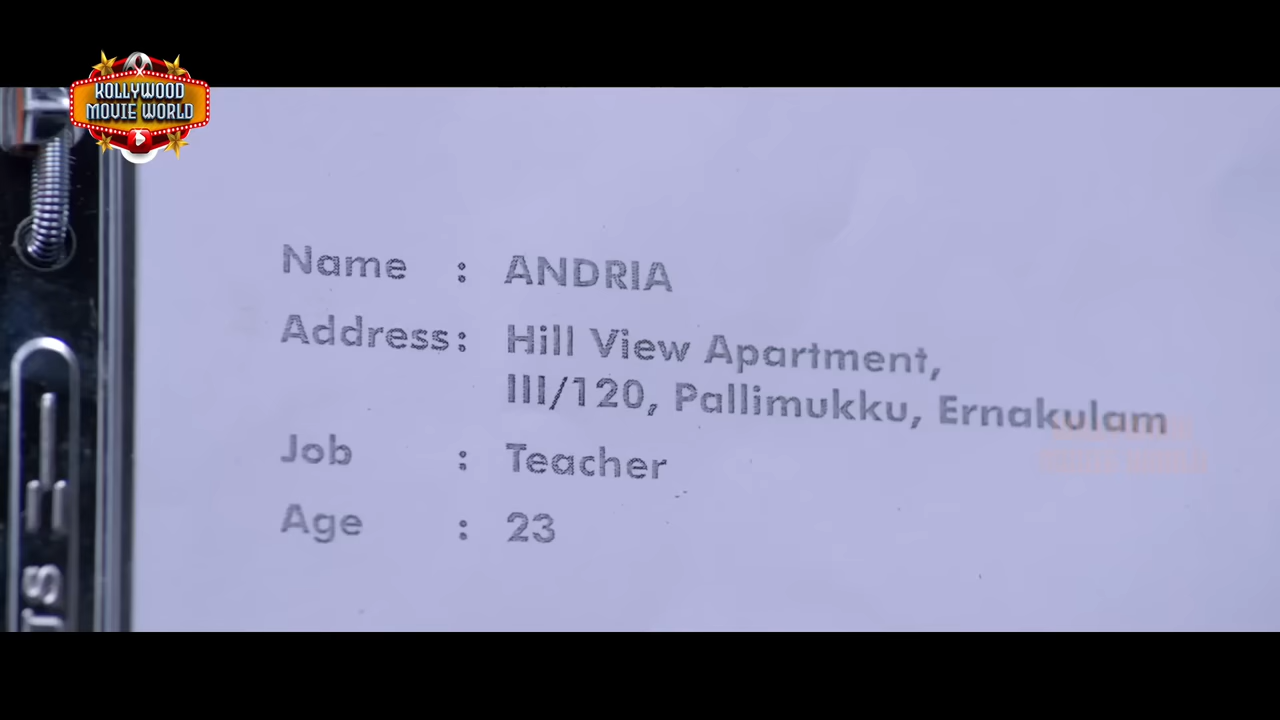 KOLLYWOOD
MOVIE WORLD
Name : ANDRIA
Address : Hill View Apartment,
III/120, Pallimukku, Ernakulam
Job : Teacher
Age : 23